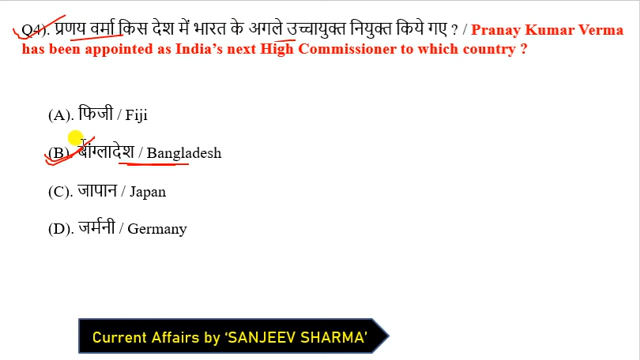 Q4). प्रणय वर्मा किस देश में भारत के अगले उच्चायुक्त नियुक्त किये गए ? / Pranay Kumar Verma
has been appointed as India's next High Commissioner to which country ?
(A). फिजी / Fiji
(B). बांग्लादेश / Bangladesh
(C). जापान / Japan
(D). जर्मनी / Germany
Current Affairs by 'SANJEEV SHARMA'